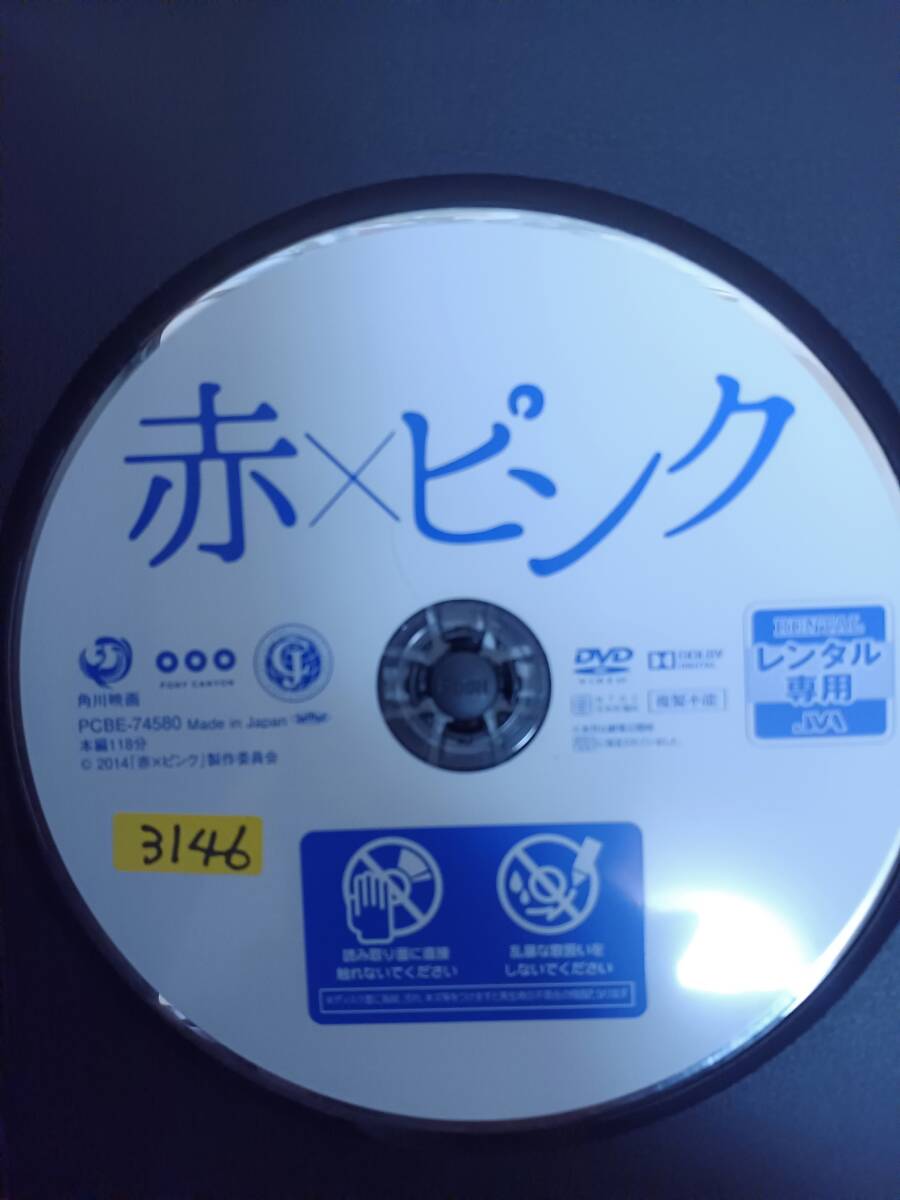 赤×ピンク
角川映画
PONY CANYON
DVD
VIDEO
DOLBY
DIGITAL
複製不能
RENTAL
レンタル
専用
JVA
PCBE-74580 Made in Japan
本編118分
© 2014「赤×ピンク」製作委員会
3146
読み取り面に直接
触れないでください
乱暴な取扱いを
しないでください